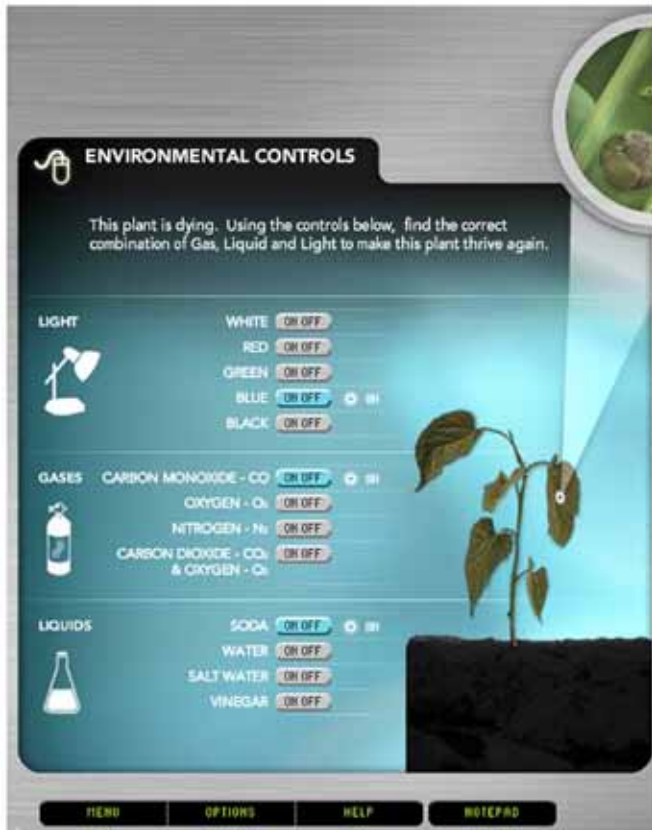 ENVIRONMENTAL CONTROLS
This plant is dying. Using the controls below, find the correct
combination of Gas, Liquid and Light to make this plant thrive again.
LIGHT
WHITE ON OFF
RED ON OFF
GREEN ON OFF
BLUE ON OFF ON
BLACK ON OFF
GASES
CARBON MONOXIDE - CO ON OFF ON
OXYGEN - O₂ ON OFF
NITROGEN - N₂ ON OFF
CARBON DIOXIDE - CO₂ ON OFF
& OXYGEN - O₂
LIQUIDS
SODA ON OFF ON
WATER ON OFF
SALT WATER ON OFF
VINEGAR ON OFF
MENU OPTIONS HELP NOTEPAD